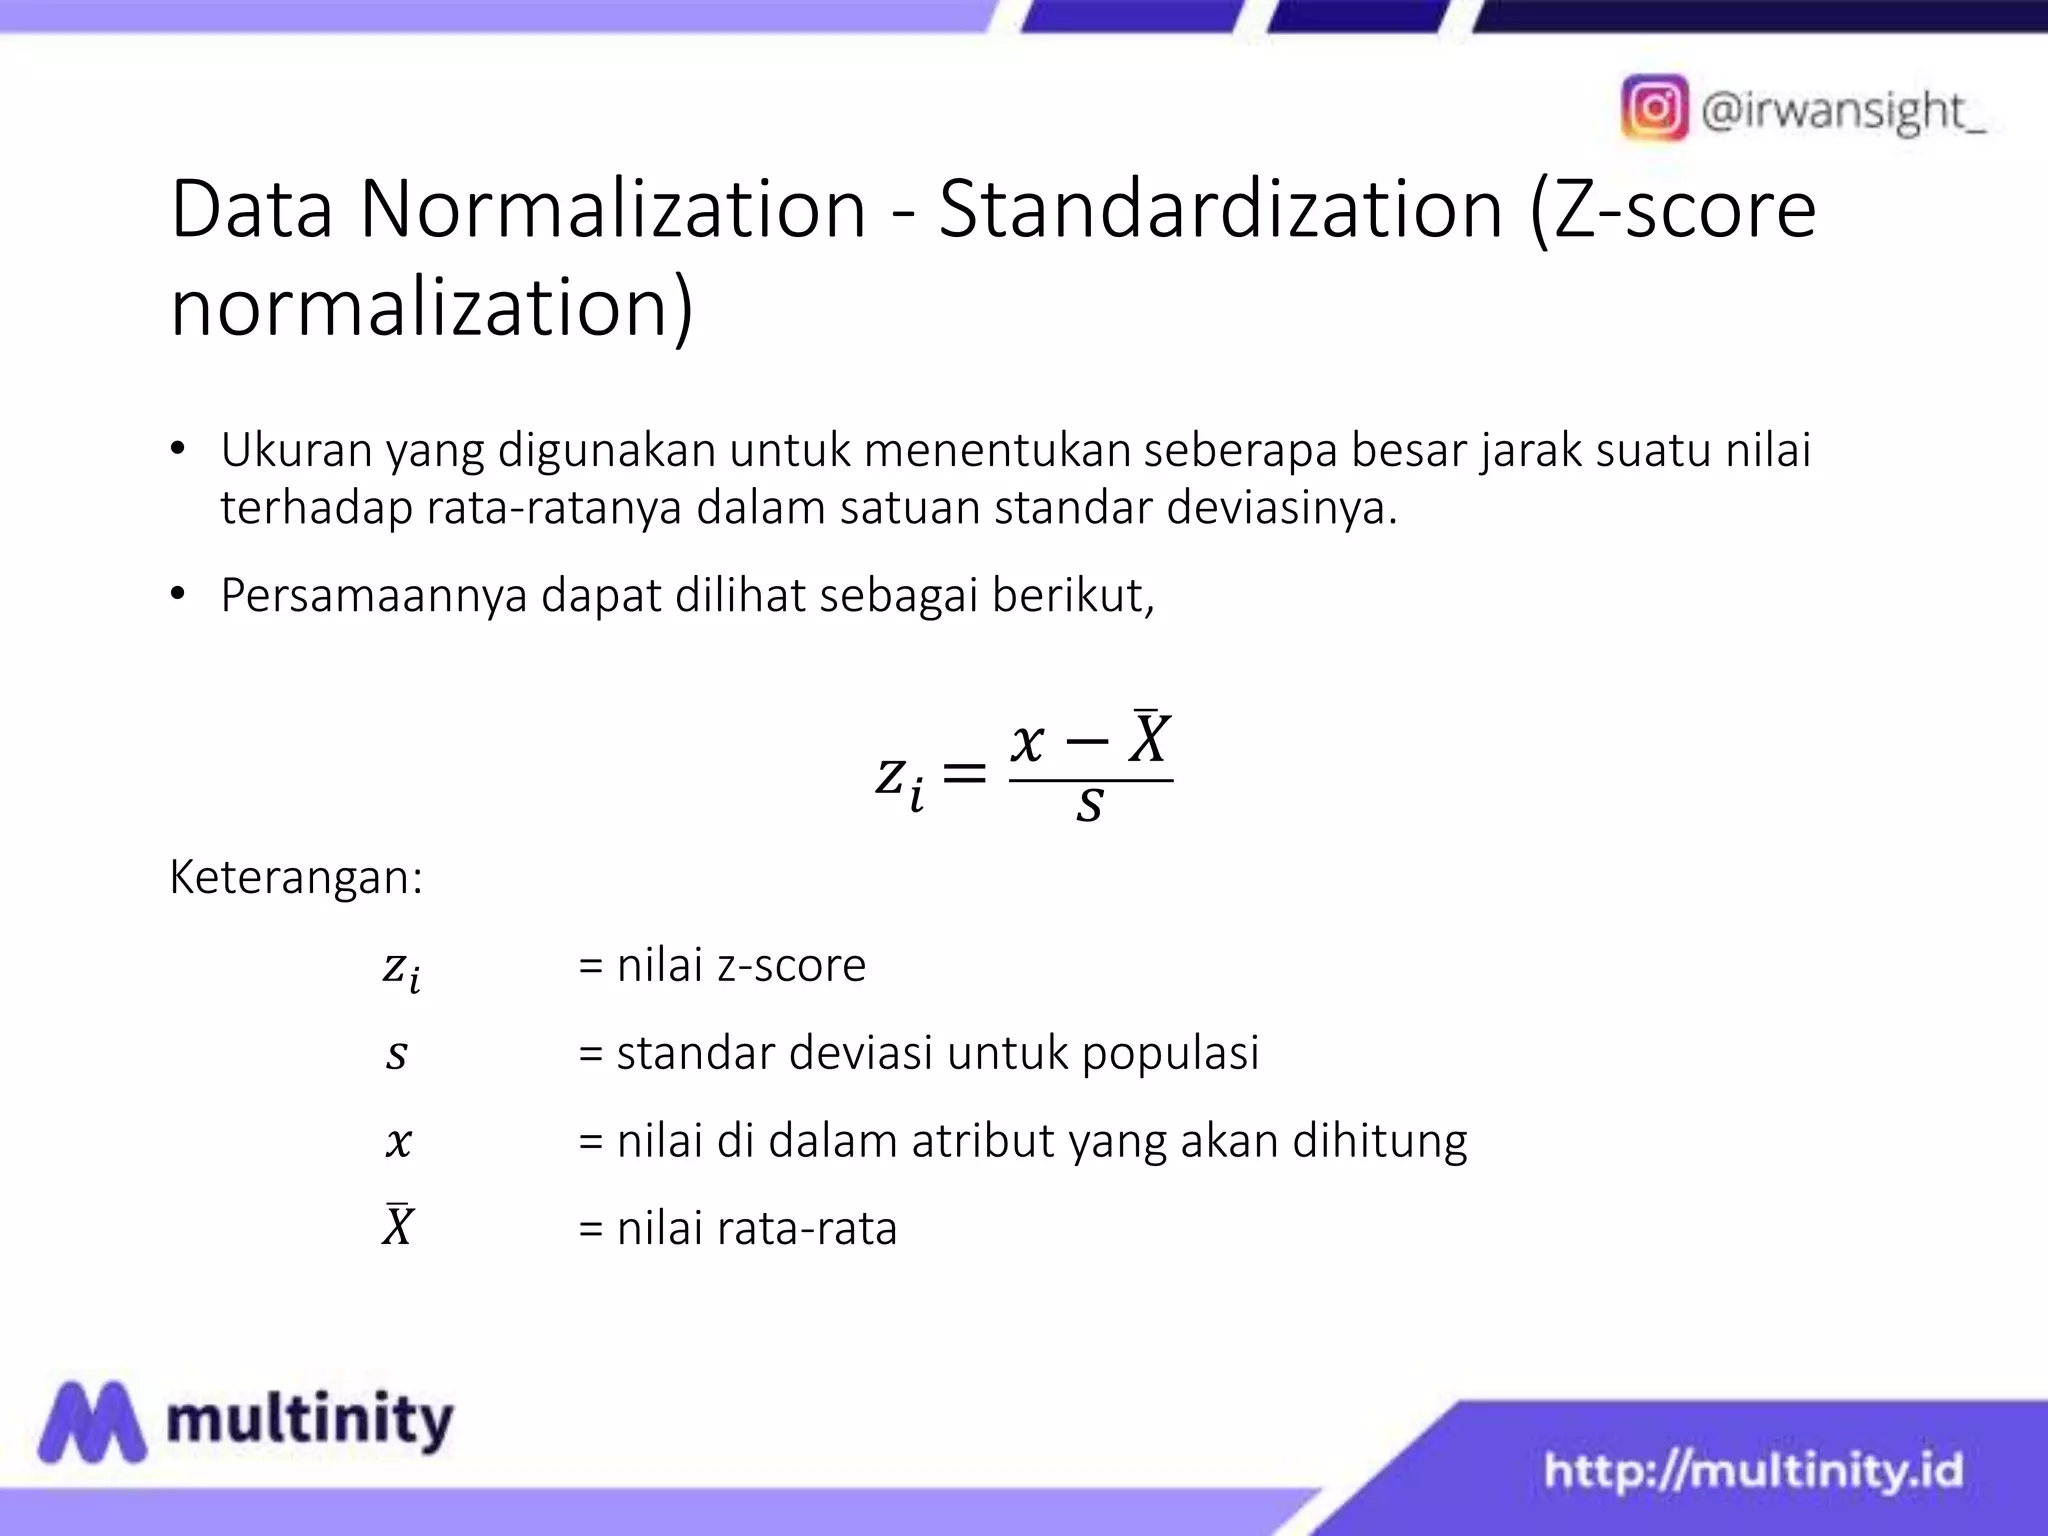 @irwansight_
Data Normalization - Standardization (Z-score
normalization)
• Ukuran yang digunakan untuk menentukan seberapa besar jarak suatu nilai
terhadap rata-ratanya dalam satuan standar deviasinya.
• Persamaannya dapat dilihat sebagai berikut,
zᵢ = (x − X̄) / s
Keterangan:
zᵢ = nilai z-score
s = standar deviasi untuk populasi
x = nilai di dalam atribut yang akan dihitung
X̄ = nilai rata-rata
multinity
http://multinity.id